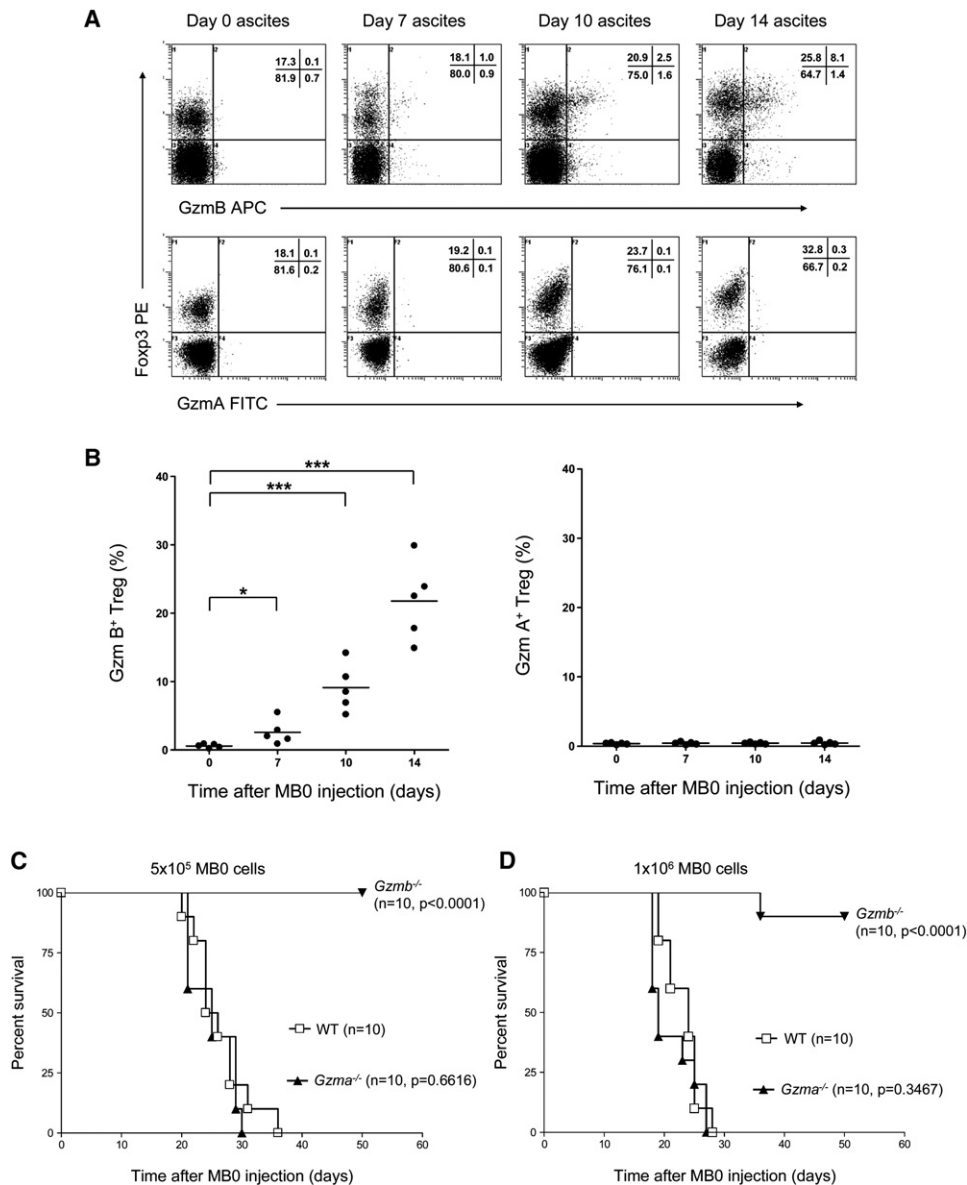 A
Day 0 ascites Day 7 ascites Day 10 ascites Day 14 ascites
17.3 0.1
81.9 0.7
18.1 1.0
80.0 0.9
20.9 2.5
75.0 1.6
25.8 8.1
64.7 1.4
GzmB APC
Foxp3 PE
18.1 0.1
81.6 0.2
19.2 0.1
80.6 0.1
23.7 0.1
76.1 0.1
32.8 0.3
66.7 0.2
GzmA FITC
B
Gzm B+ Treg (%)
40
30
20
10
0
***
***
*
0 7 10 14
Time after MB0 injection (days)
Gzm A+ Treg (%)
40
30
20
10
0
0 7 10 14
Time after MB0 injection (days)
C
5x10⁵ MB0 cells
Percent survival
100
75
50
25
0
Gzmb-/-
(n=10, p<0.0001)
WT (n=10)
Gzma-/- (n=10, p=0.6616)
0 10 20 30 40 50 60
Time after MB0 injection (days)
D
1x10⁶ MB0 cells
Percent survival
100
75
50
25
0
Gzmb-/-
(n=10, p<0.0001)
WT (n=10)
Gzma-/- (n=10, p=0.3467)
0 10 20 30 40 50 60
Time after MB0 injection (days)